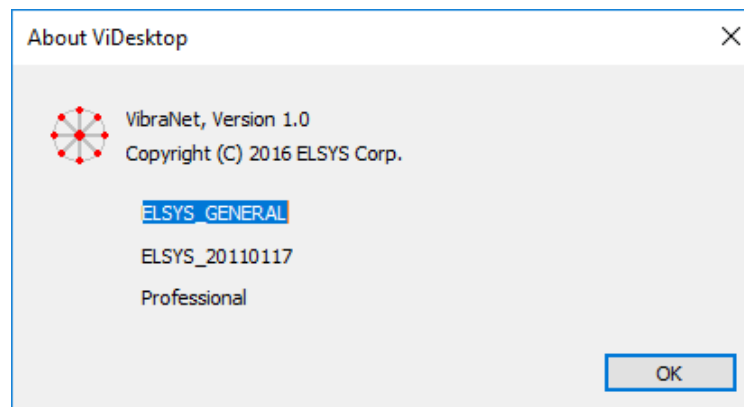 About ViDesktop
VibraNet, Version 1.0
Copyright (C) 2016 ELSYS Corp.
ELSYS_GENERAL
ELSYS_20110117
Professional
OK